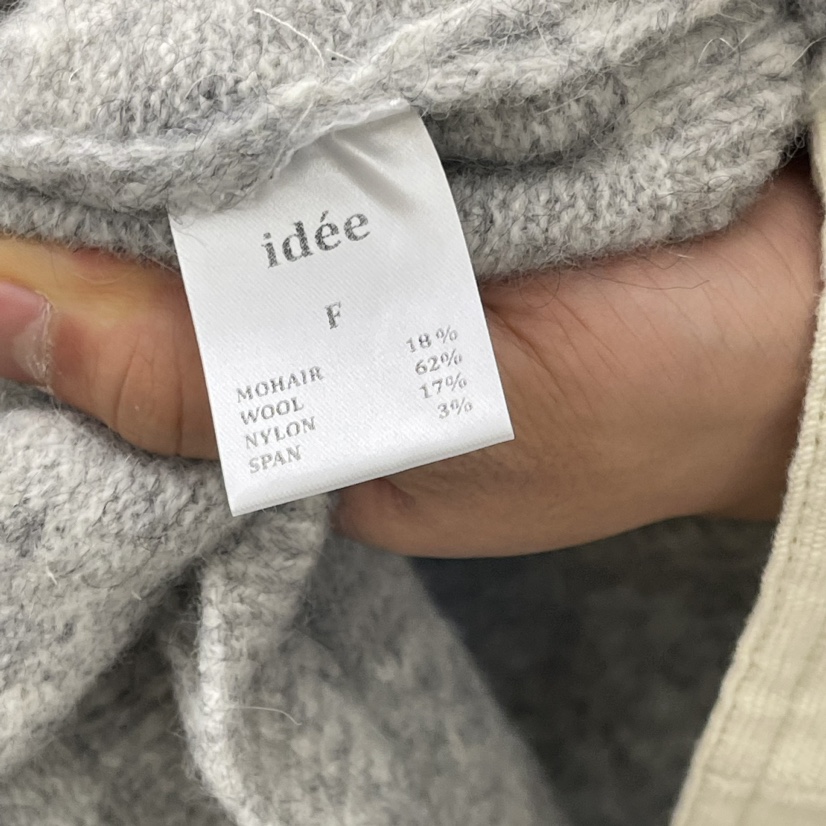 idée
F
MOHAIR 18%
WOOL 62%
NYLON 17%
SPAN 3%